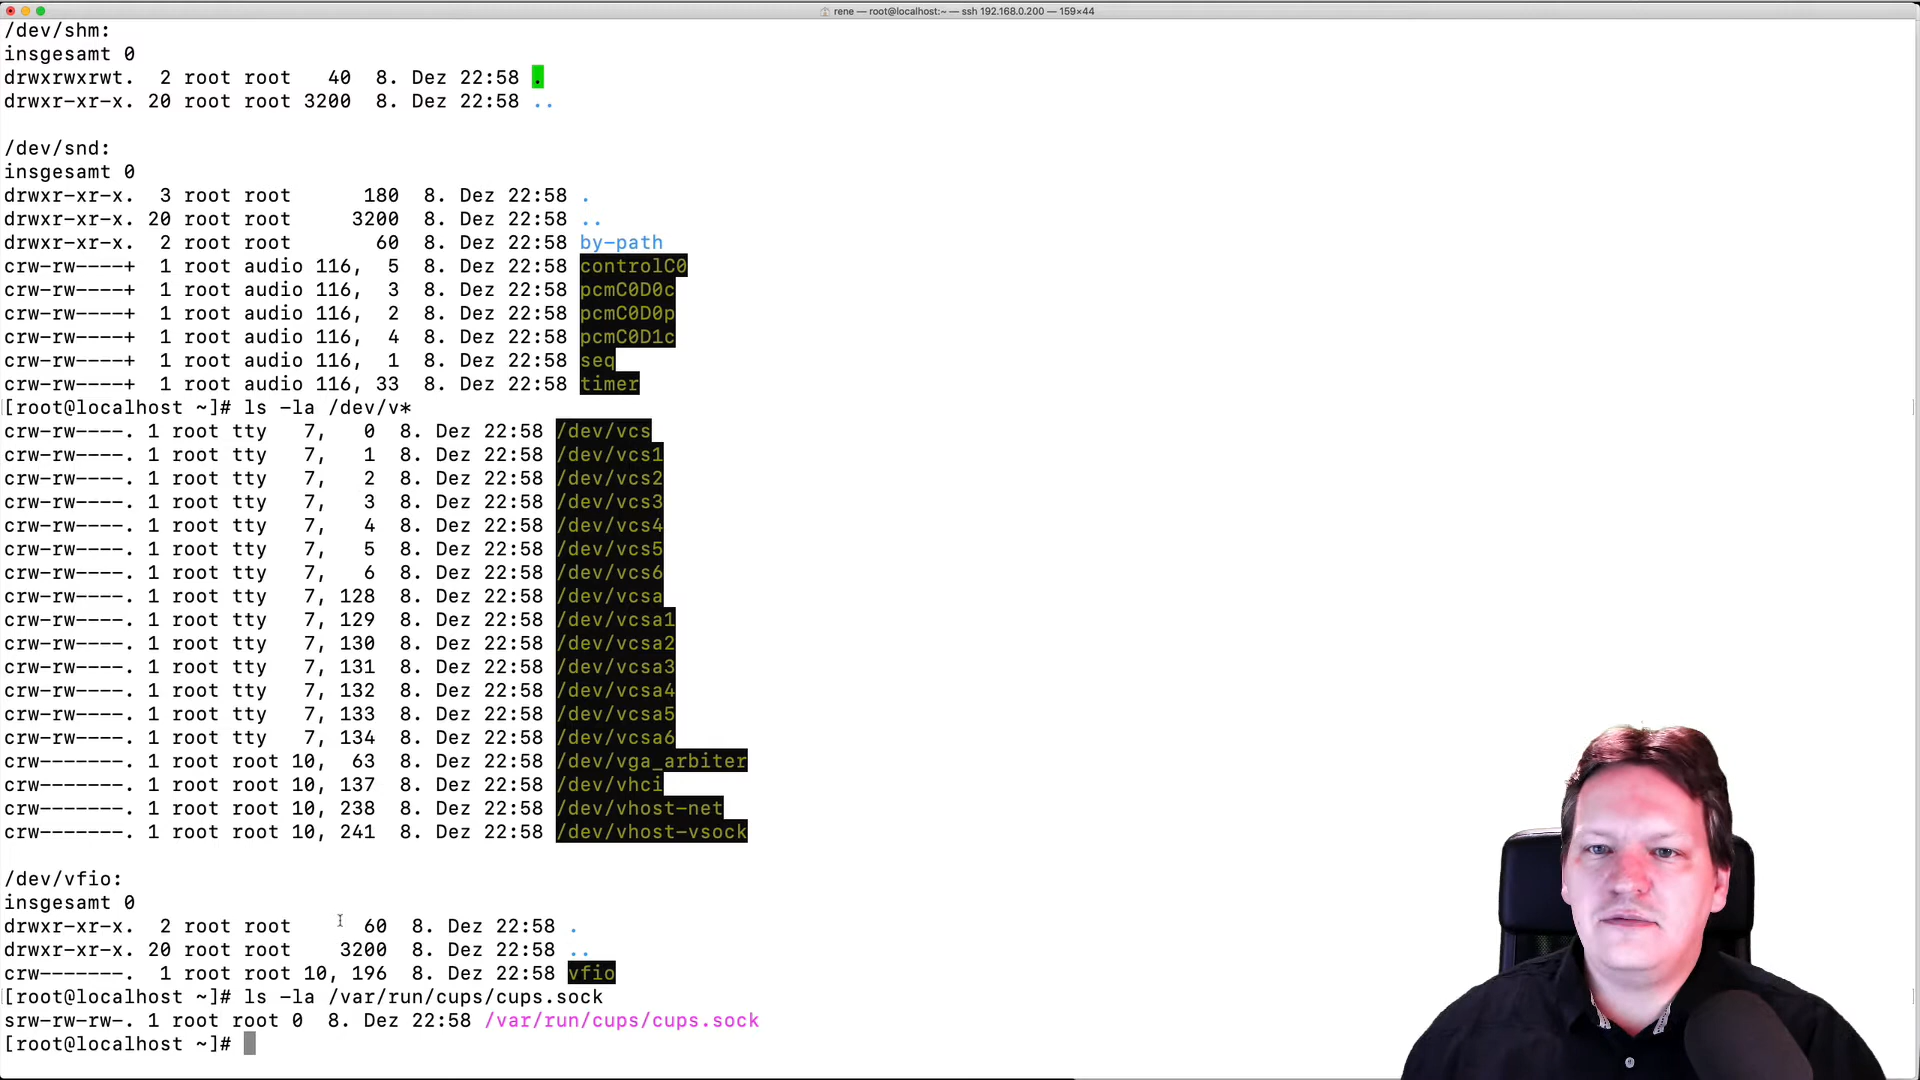 rene — root@localhost:~ — ssh 192.168.0.200 — 159×44
/dev/shm:
insgesamt 0
drwxrwxrwt.  2 root root   40  8. Dez 22:58 .
drwxr-xr-x. 20 root root 3200  8. Dez 22:58 ..
/dev/snd:
insgesamt 0
drwxr-xr-x.  3 root root      180  8. Dez 22:58 .
drwxr-xr-x. 20 root root     3200  8. Dez 22:58 ..
drwxr-xr-x.  2 root root       60  8. Dez 22:58 by-path
crw-rw----+  1 root audio 116,  5  8. Dez 22:58 controlC0
crw-rw----+  1 root audio 116,  3  8. Dez 22:58 pcmC0D0c
crw-rw----+  1 root audio 116,  2  8. Dez 22:58 pcmC0D0p
crw-rw----+  1 root audio 116,  4  8. Dez 22:58 pcmC0D1c
crw-rw----+  1 root audio 116,  1  8. Dez 22:58 seq
crw-rw----+  1 root audio 116, 33  8. Dez 22:58 timer
[root@localhost ~]# ls -la /dev/v*
crw-rw----. 1 root tty   7,   0  8. Dez 22:58 /dev/vcs
crw-rw----. 1 root tty   7,   1  8. Dez 22:58 /dev/vcs1
crw-rw----. 1 root tty   7,   2  8. Dez 22:58 /dev/vcs2
crw-rw----. 1 root tty   7,   3  8. Dez 22:58 /dev/vcs3
crw-rw----. 1 root tty   7,   4  8. Dez 22:58 /dev/vcs4
crw-rw----. 1 root tty   7,   5  8. Dez 22:58 /dev/vcs5
crw-rw----. 1 root tty   7,   6  8. Dez 22:58 /dev/vcs6
crw-rw----. 1 root tty   7, 128  8. Dez 22:58 /dev/vcsa
crw-rw----. 1 root tty   7, 129  8. Dez 22:58 /dev/vcsa1
crw-rw----. 1 root tty   7, 130  8. Dez 22:58 /dev/vcsa2
crw-rw----. 1 root tty   7, 131  8. Dez 22:58 /dev/vcsa3
crw-rw----. 1 root tty   7, 132  8. Dez 22:58 /dev/vcsa4
crw-rw----. 1 root tty   7, 133  8. Dez 22:58 /dev/vcsa5
crw-rw----. 1 root tty   7, 134  8. Dez 22:58 /dev/vcsa6
crw-------. 1 root root 10,  63  8. Dez 22:58 /dev/vga_arbiter
crw-------. 1 root root 10, 137  8. Dez 22:58 /dev/vhci
crw-------. 1 root root 10, 238  8. Dez 22:58 /dev/vhost-net
crw-------. 1 root root 10, 241  8. Dez 22:58 /dev/vhost-vsock
/dev/vfio:
insgesamt 0
drwxr-xr-x.  2 root root      60  8. Dez 22:58 .
drwxr-xr-x. 20 root root    3200  8. Dez 22:58 ..
crw-------.  1 root root 10, 196  8. Dez 22:58 vfio
[root@localhost ~]# ls -la /var/run/cups/cups.sock
srw-rw-rw-. 1 root root 0  8. Dez 22:58 /var/run/cups/cups.sock
[root@localhost ~]#